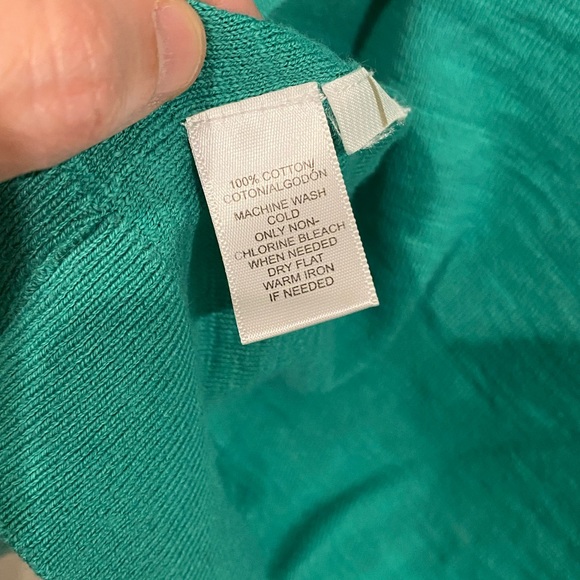 100% COTTON/
COTON/ALGODÓN
MACHINE WASH
COLD
ONLY NON-
CHLORINE BLEACH
WHEN NEEDED
DRY FLAT
WARM IRON
IF NEEDED